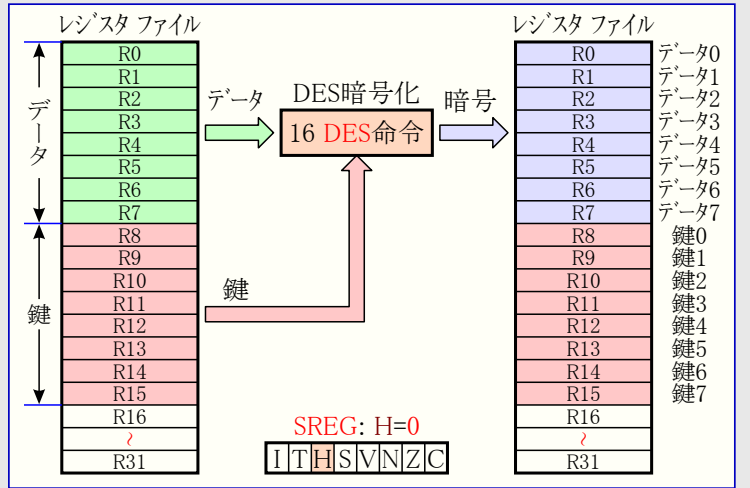 レジスタ ファイル
R0
R1
R2
R3
R4
R5
R6
R7
R8
R9
R10
R11
R12
R13
R14
R15
R16
~
R31
データ
鍵
データ
鍵
DES暗号化
16 DES命令
暗号
SREG: H=0
I T H S V N Z C
レジスタ ファイル
R0 データ0
R1 データ1
R2 データ2
R3 データ3
R4 データ4
R5 データ5
R6 データ6
R7 データ7
R8 鍵0
R9 鍵1
R10 鍵2
R11 鍵3
R12 鍵4
R13 鍵5
R14 鍵6
R15 鍵7
R16
~
R31